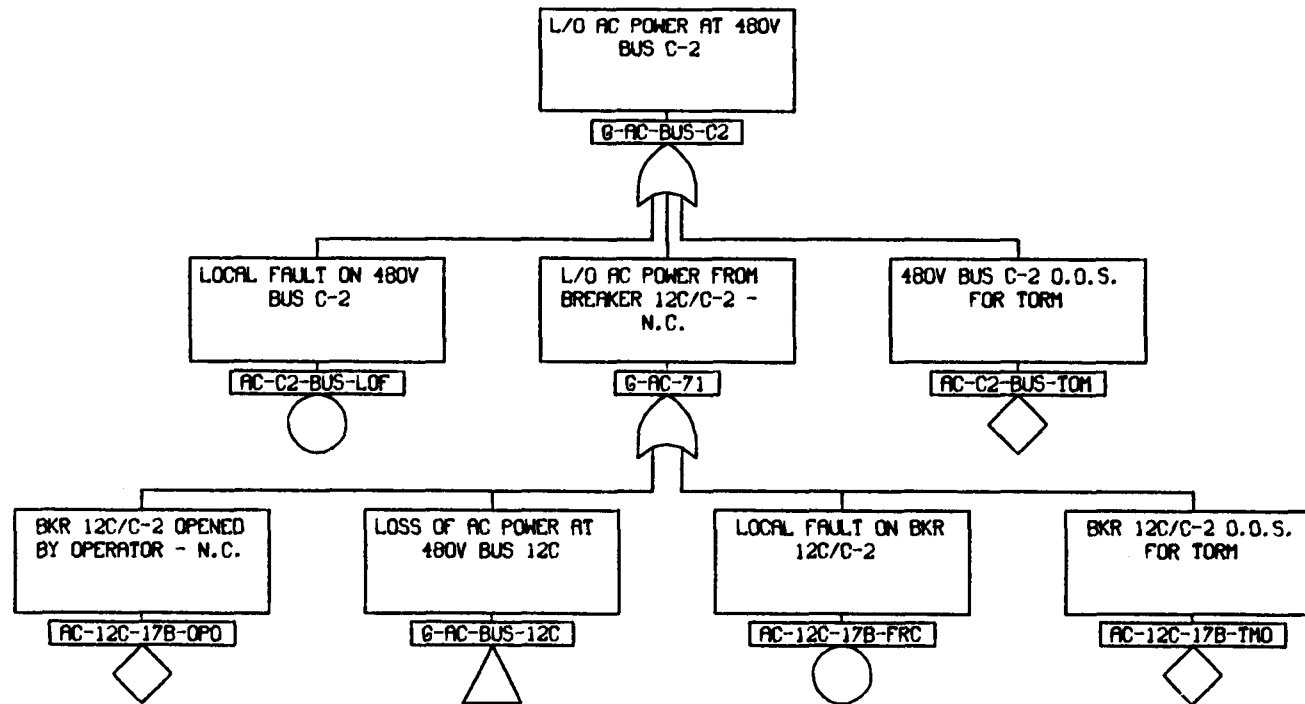 L/O AC POWER AT 480V
BUS C-2
G-AC-BUS-C2
LOCAL FAULT ON 480V
BUS C-2
AC-C2-BUS-LOF
L/O AC POWER FROM
BREAKER 12C/C-2 -
N.C.
G-AC-71
480V BUS C-2 O.O.S.
FOR TORM
AC-C2-BUS-TOM
BKR 12C/C-2 OPENED
BY OPERATOR - N.C.
AC-12C-17B-OPO
LOSS OF AC POWER AT
480V BUS 12C
G-AC-BUS-12C
LOCAL FAULT ON BKR
12C/C-2
AC-12C-17B-FRC
BKR 12C/C-2 O.O.S.
FOR TORM
AC-12C-17B-TMO